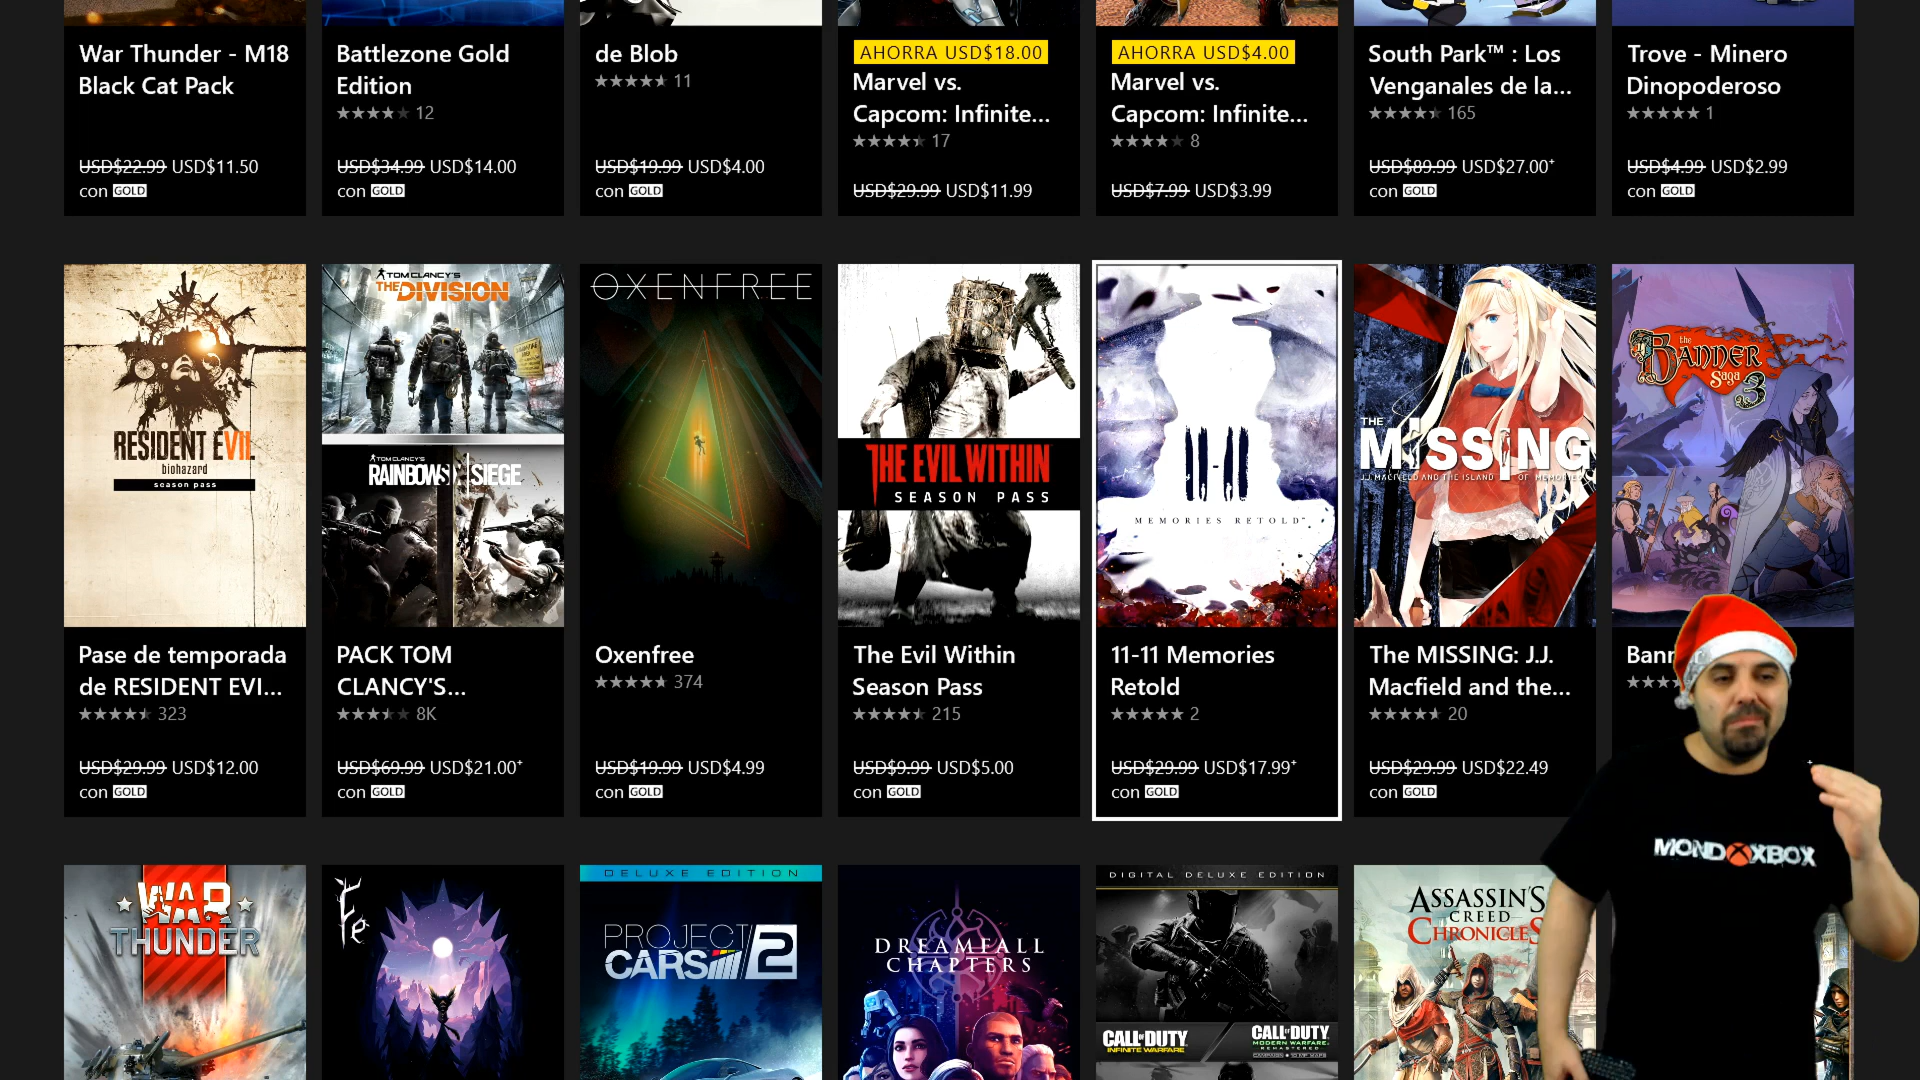 War Thunder - M18
Black Cat Pack
USD$22.99 USD$11.50
con GOLD
Battlezone Gold
Edition
12
USD$34.99 USD$14.00
con GOLD
de Blob
11
USD$19.99 USD$4.00
con GOLD
AHORRA USD$18.00
Marvel vs.
Capcom: Infinite...
17
USD$29.99 USD$11.99
AHORRA USD$4.00
Marvel vs.
Capcom: Infinite...
8
USD$7.99 USD$3.99
South Park™ : Los
Venganales de la...
165
USD$89.99 USD$27.00+
con GOLD
Trove - Minero
Dinopoderoso
1
USD$4.99 USD$2.99
con GOLD
RESIDENT EVII.
biohazard
season pass
Pase de temporada
de RESIDENT EVI...
323
USD$29.99 USD$12.00
con GOLD
TOM CLANCY'S
THE DIVISION
TOM CLANCY'S
RAINBOW SIX | SIEGE
PACK TOM
CLANCY'S...
8K
USD$69.99 USD$21.00+
con GOLD
OXENFREE
Oxenfree
374
USD$19.99 USD$4.99
con GOLD
THE EVIL WITHIN
SEASON PASS
The Evil Within
Season Pass
215
USD$9.99 USD$5.00
con GOLD
11-11
MEMORIES RETOLD™
11-11 Memories
Retold
2
USD$29.99 USD$17.99+
con GOLD
THE
MISSING
J.J. MACFIELD AND THE ISLAND OF MEMORIES
The MISSING: J.J.
Macfield and the...
20
USD$29.99 USD$22.49
con GOLD
the
BANNER
Saga
3
Bann
+
WAR
THUNDER
Fe
DELUXE EDITION
PROJECT
CARS 2
DREAMFALL
CHAPTERS
DIGITAL DELUXE EDITION
CALL OF DUTY
INFINITE WARFARE
CALL OF DUTY
MODERN WARFARE
REMASTERED
CAMPAIGN + 10 MP MAPS
ASSASSIN'S
CREED
CHRONICLES
MONDOXBOX